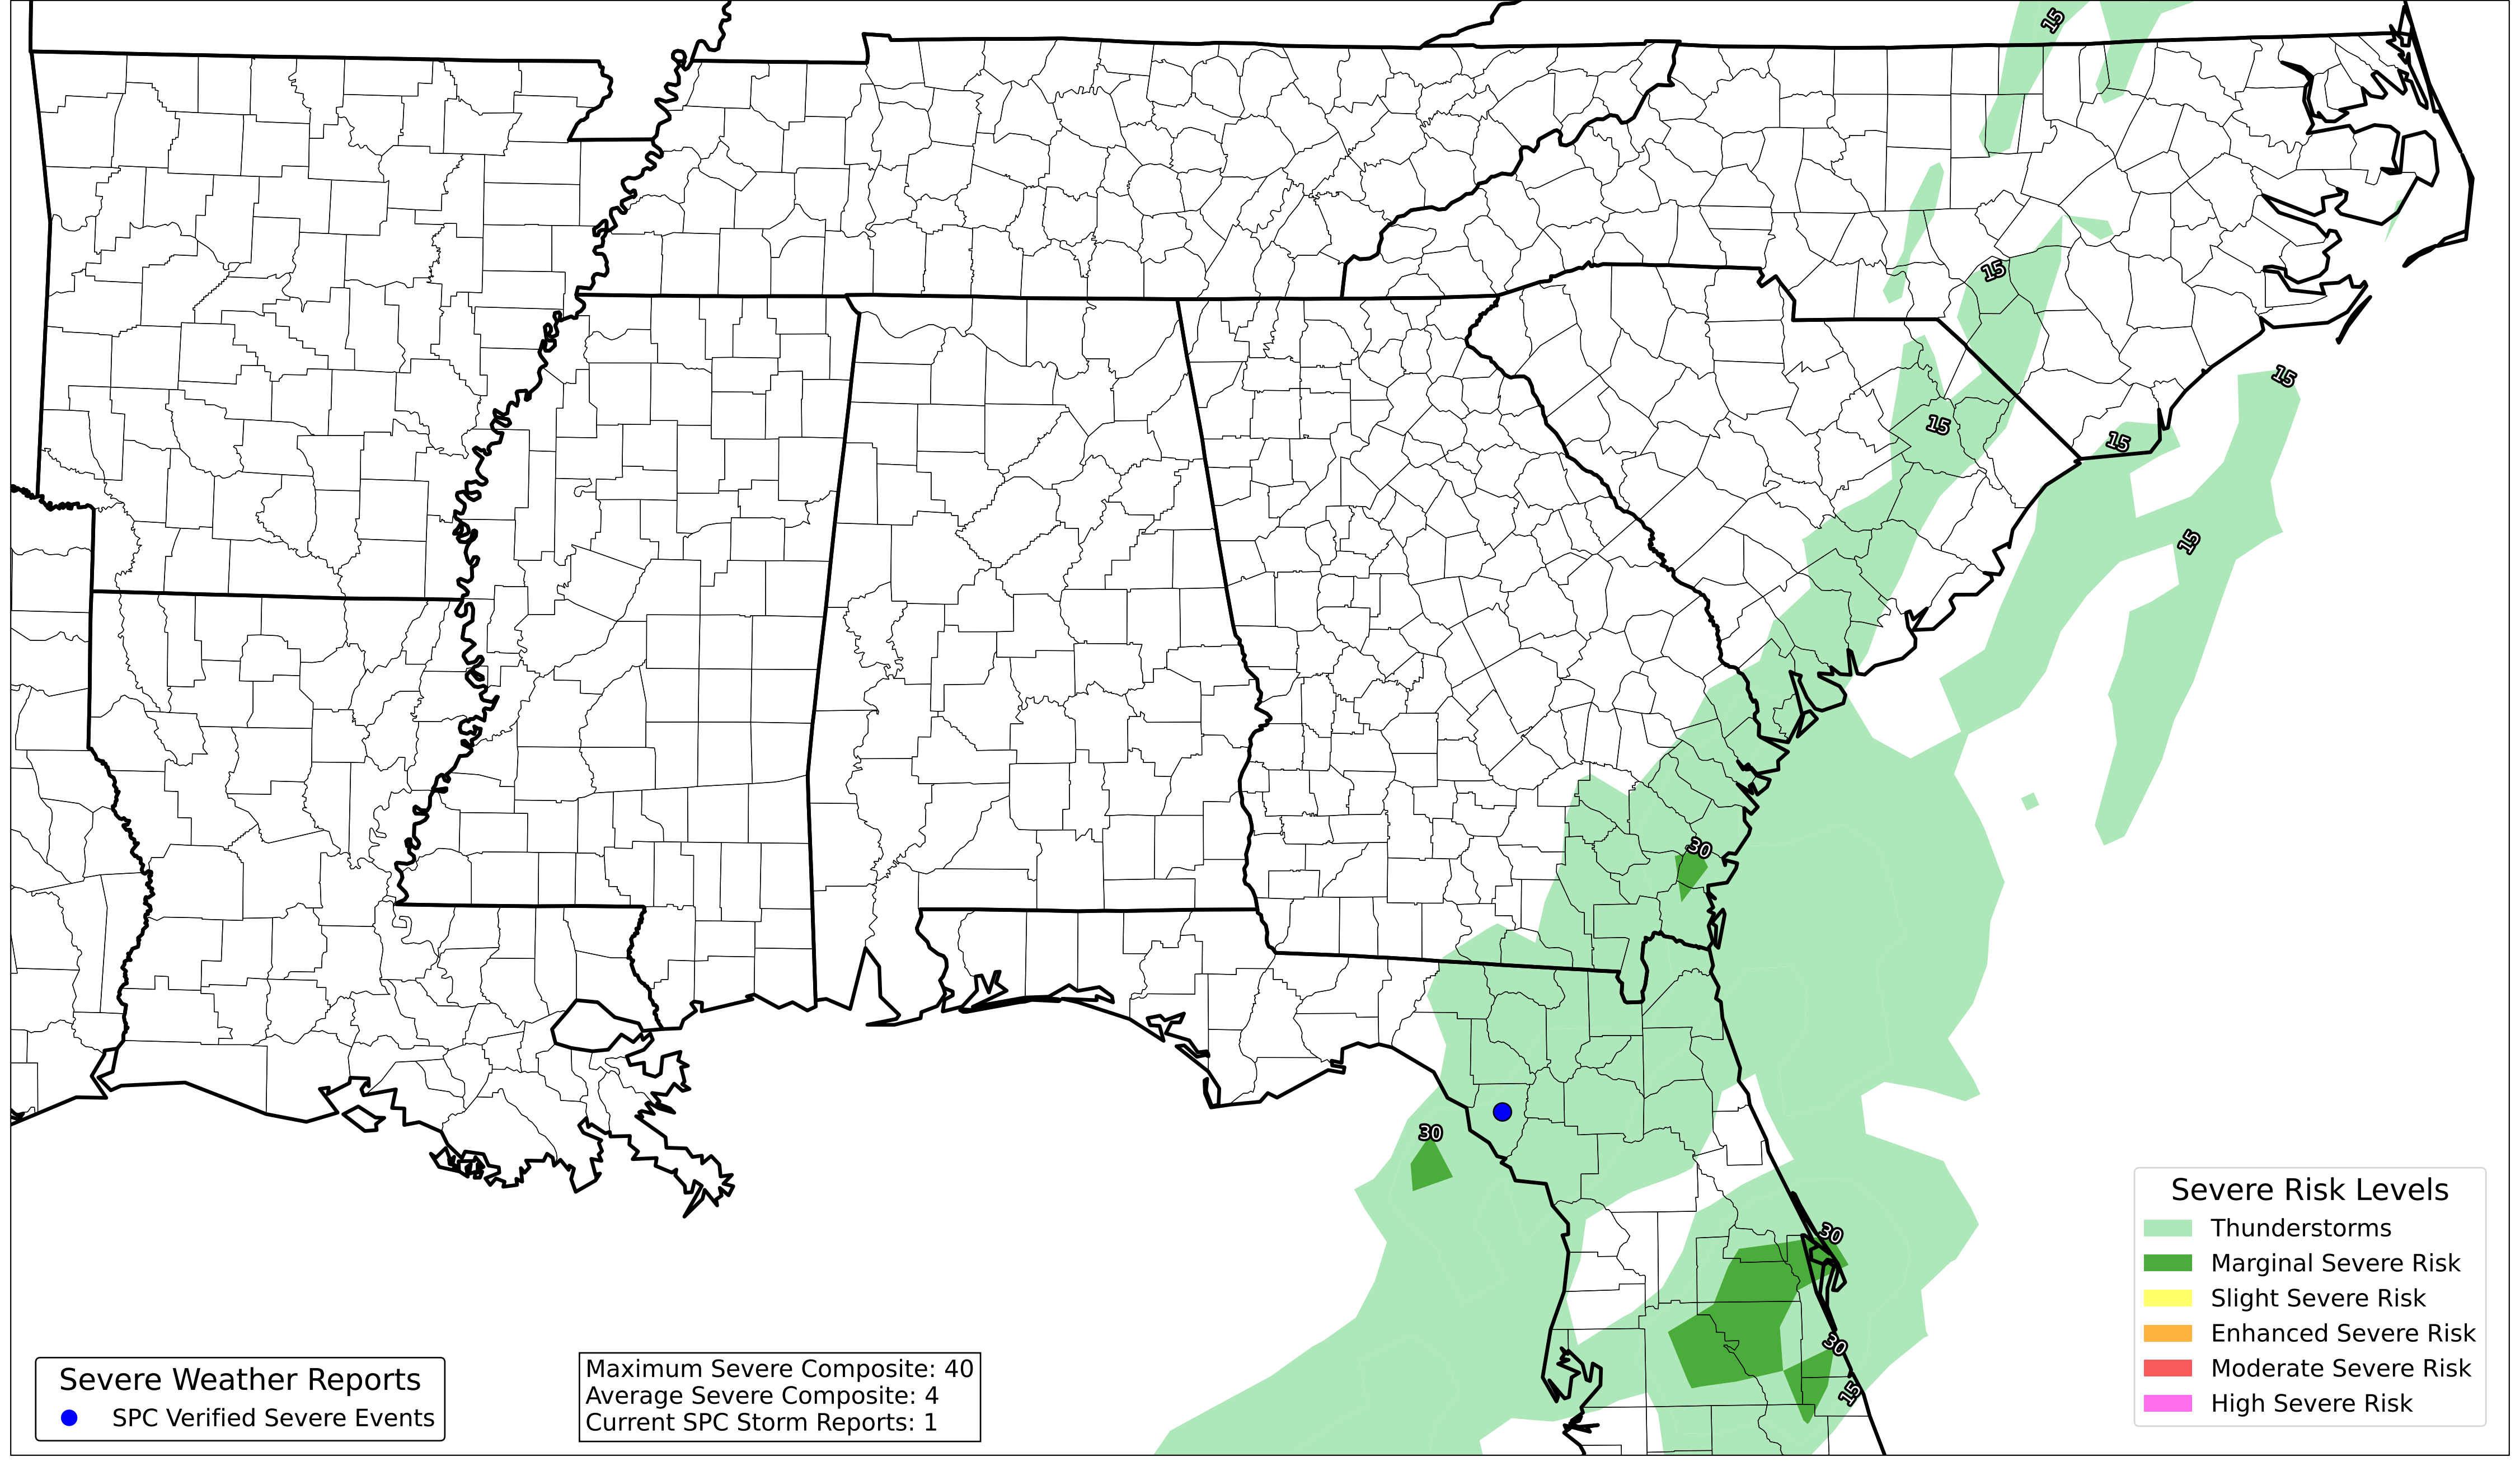 15
15
15
15
15
15
30
30
30
30
15
Severe Risk Levels
Thunderstorms
Marginal Severe Risk
Slight Severe Risk
Enhanced Severe Risk
Moderate Severe Risk
High Severe Risk
Severe Weather Reports
SPC Verified Severe Events
Maximum Severe Composite: 40
Average Severe Composite: 4
Current SPC Storm Reports: 1